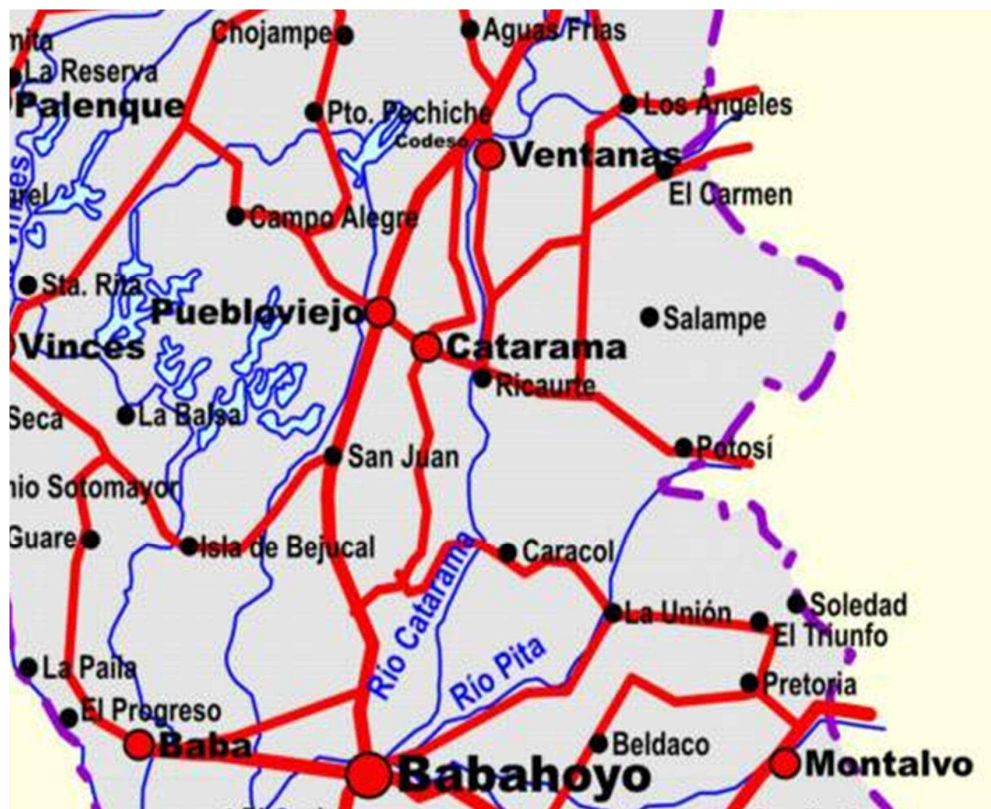 Chojampe
Aguas Frías
La Reserva
Palenque
Pto. Pechiche
Los Ángeles
Codeso
Ventanas
El Carmen
Campo Alegre
Sta. Rita
Puebloviejo
Salampe
Vinces
Catarama
Ricaurte
La Balsa
Seca
San Juan
Potosí
Sotomayor
Guare
Isla de Bejucal
Caracol
Río Catarama
La Unión
Soledad
El Triunfo
Río Pita
La Paila
Pretoria
El Progreso
Baba
Beldaco
Babahoyo
Montalvo